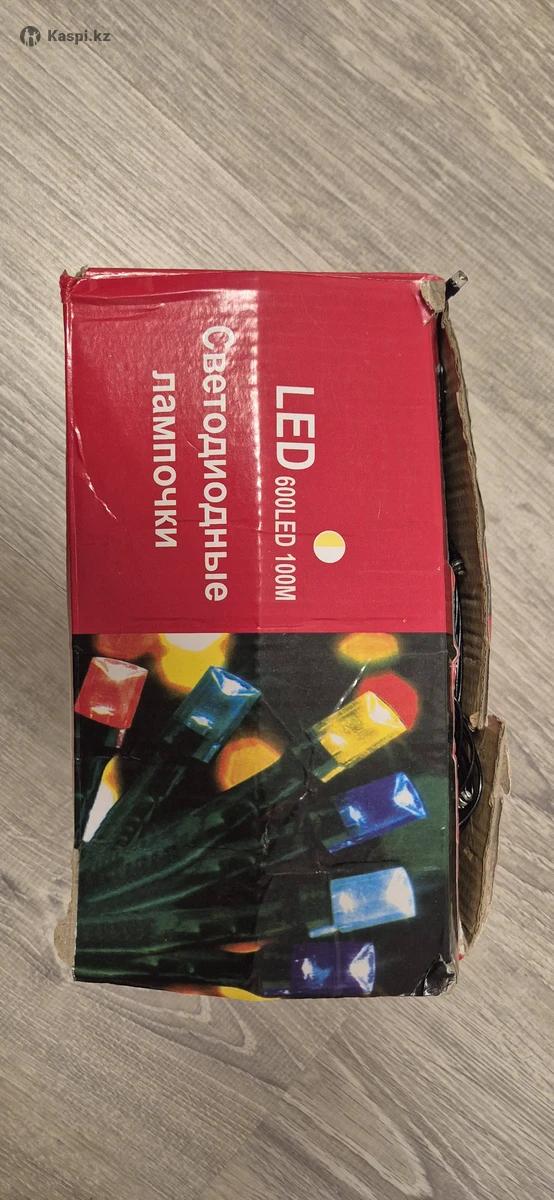 Kaspi.kz
LED 600LED 100M
Светодиодные
лампочки